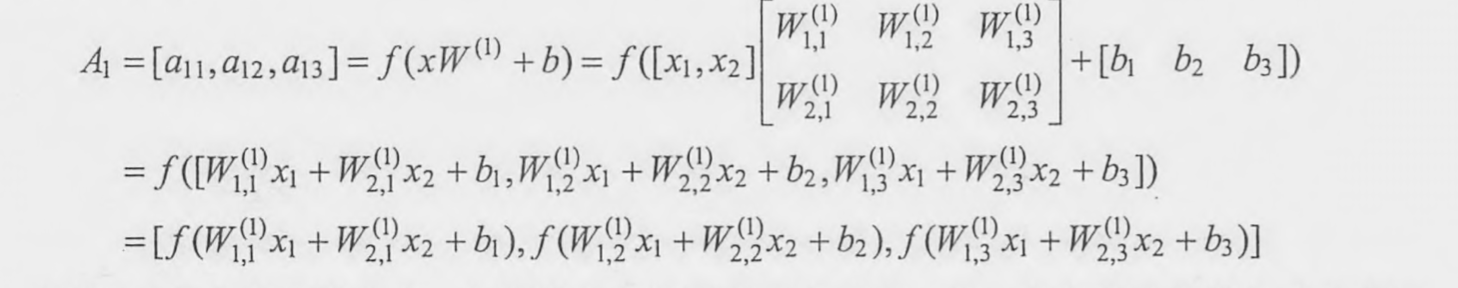 $A_1 = [a_{11}, a_{12}, a_{13}] = f(xW^{(1)} + b) = f([x_1, x_2] \begin{bmatrix} W_{1,1}^{(1)} & W_{1,2}^{(1)} & W_{1,3}^{(1)} \\ W_{2,1}^{(1)} & W_{2,2}^{(1)} & W_{2,3}^{(1)} \end{bmatrix} + [b_1 \quad b_2 \quad b_3])$
$= f([W_{1,1}^{(1)}x_1 + W_{2,1}^{(1)}x_2 + b_1, W_{1,2}^{(1)}x_1 + W_{2,2}^{(1)}x_2 + b_2, W_{1,3}^{(1)}x_1 + W_{2,3}^{(1)}x_2 + b_3])$
$= [f(W_{1,1}^{(1)}x_1 + W_{2,1}^{(1)}x_2 + b_1), f(W_{1,2}^{(1)}x_1 + W_{2,2}^{(1)}x_2 + b_2), f(W_{1,3}^{(1)}x_1 + W_{2,3}^{(1)}x_2 + b_3)]$